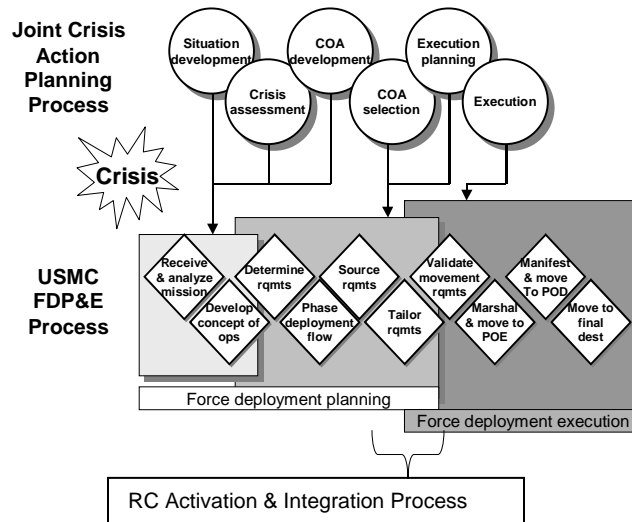 Joint Crisis
Action
Planning
Process
Situation
development
COA
development
Execution
planning
Crisis
assessment
COA
selection
Execution
Crisis
USMC
FDP&E
Process
Receive
& analyze
mission
Determine
rqmts
Source
rqmts
Validate
movement
rqmts
Manifest
& move
To POD
Develop
concept of
ops
Phase
deployment
flow
Tailor
rqmts
Marshal
& move to
POE
Move to
final
dest
Force deployment planning
Force deployment execution
RC Activation & Integration Process